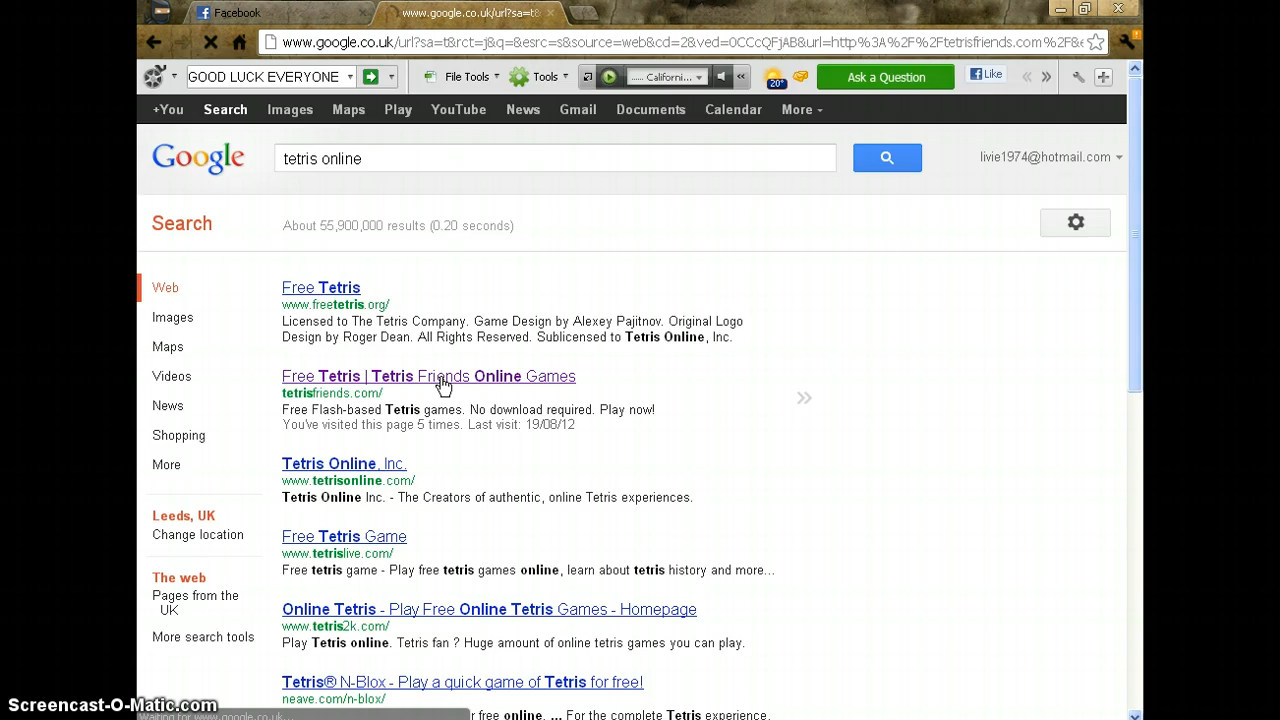 Facebook
www.google.co.uk/url?sa=t&
www.google.co.uk/url?sa=t&rct=j&q=&esrc=s&source=web&cd=2&ved=0CCcQFjAB&url=http%3A%2F%2Ftetrisfriends.com%2F&e
GOOD LUCK EVERYONE
File Tools
Tools
..... Californi...
20°
Ask a Question
Like
+You Search Images Maps Play YouTube News Gmail Documents Calendar More
Google
tetris online
livie1974@hotmail.com
Search
About 55,900,000 results (0.20 seconds)
Web
Images
Maps
Videos
News
Shopping
More
Leeds, UK
Change location
The web
Pages from the
UK
More search tools
Free Tetris
www.freetetris.org/
Licensed to The Tetris Company. Game Design by Alexey Pajitnov. Original Logo
Design by Roger Dean. All Rights Reserved. Sublicensed to Tetris Online, Inc.
Free Tetris | Tetris Friends Online Games
tetrisfriends.com/
Free Flash-based Tetris games. No download required. Play now!
You've visited this page 5 times. Last visit: 19/08/12
Tetris Online, Inc.
www.tetrisonline.com/
Tetris Online Inc. - The Creators of authentic, online Tetris experiences.
Free Tetris Game
www.tetrislive.com/
Free tetris game - Play free tetris games online, learn about tetris history and more...
Online Tetris - Play Free Online Tetris Games - Homepage
www.tetris2k.com/
Play Tetris online. Tetris fan ? Huge amount of online tetris games you can play.
Tetris® N-Blox - Play a quick game of Tetris for free!
neave.com/n-blox/
r free online. ... For the complete Tetris experience,
Waiting for www.google.co.uk...
Screencast-O-Matic.com